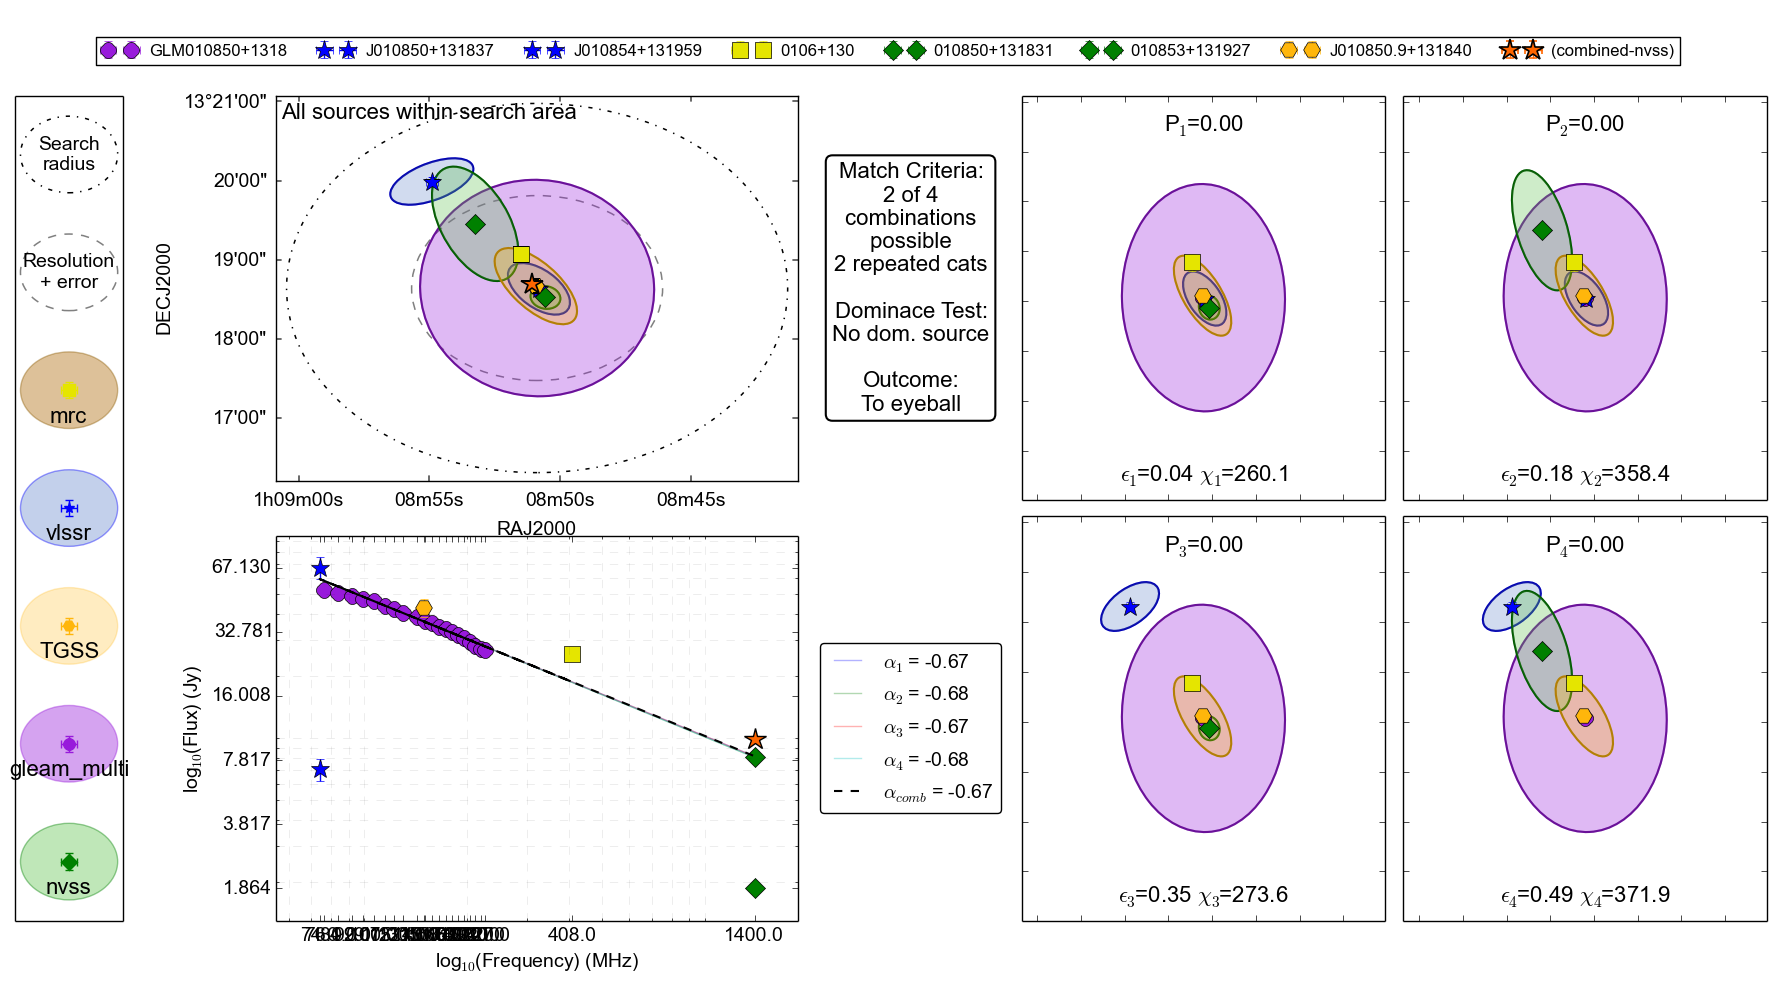 GLM010850+1318 J010850+131837 J010854+131959 0106+130 010850+131831 010853+131927 J010850.9+131840 (combined-nvss)
Search
radius
Resolution
+ error
mrc
vlssr
TGSS
gleam_multi
nvss
All sources within search area
DECJ2000
13°21'00"
20'00"
19'00"
18'00"
17'00"
1h09m00s 08m55s 08m50s 08m45s
RAJ2000
Match Criteria:
2 of 4
combinations
possible
2 repeated cats
Dominace Test:
No dom. source
Outcome:
To eyeball
P1=0.00
ϵ1=0.04 χ1=260.1
P2=0.00
ϵ2=0.18 χ2=358.4
P3=0.00
ϵ3=0.35 χ3=273.6
P4=0.00
ϵ4=0.49 χ4=371.9
log10(Flux) (Jy)
67.130
32.781
16.008
7.817
3.817
1.864
408.0 1400.0
log10(Frequency) (MHz)
α1 = -0.67
α2 = -0.68
α3 = -0.67
α4 = -0.68
αcomb = -0.67